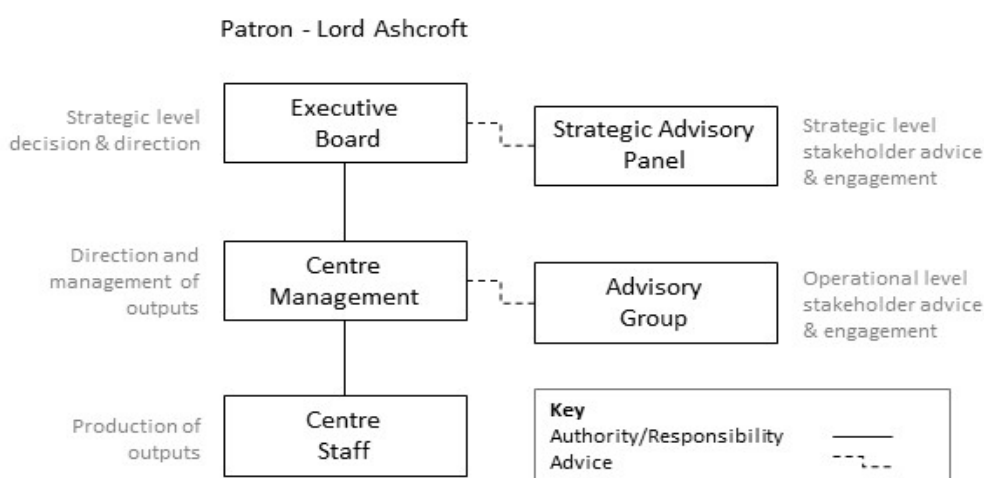 Patron - Lord Ashcroft
Strategic level
decision & direction
Executive
Board
Strategic Advisory
Panel
Strategic level
stakeholder advice
& engagement
Direction and
management of
outputs
Centre
Management
Advisory
Group
Operational level
stakeholder advice
& engagement
Production of
outputs
Centre
Staff
Key
Authority/Responsibility
Advice